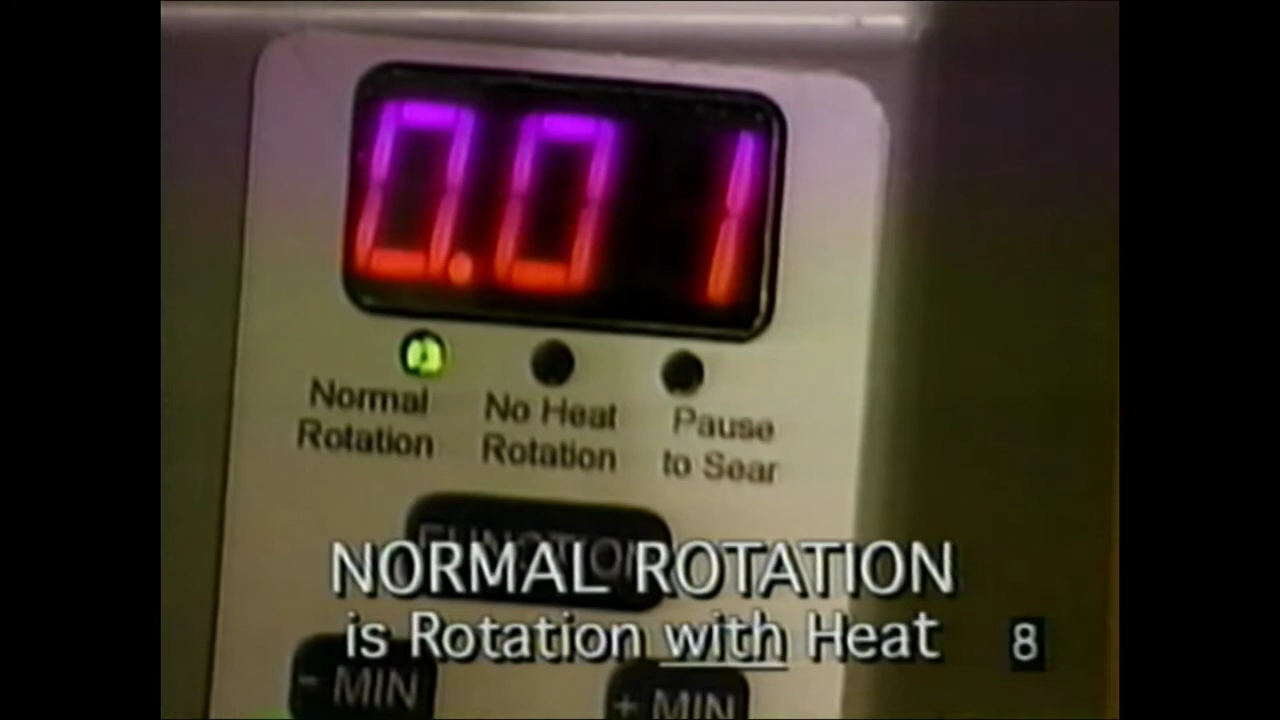 0.01
Normal
Rotation
No Heat
Rotation
Pause
to Sear
FUNCTION
NORMAL ROTATION
is Rotation with Heat
8
- MIN
+ MIN